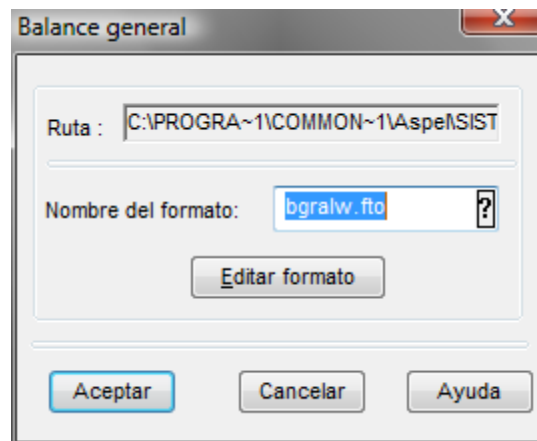 Balance general
Ruta : C:\PROGRA~1\COMMON~1\Aspel\SIST
Nombre del formato: bgralw.fto ?
Editar formato
Aceptar Cancelar Ayuda